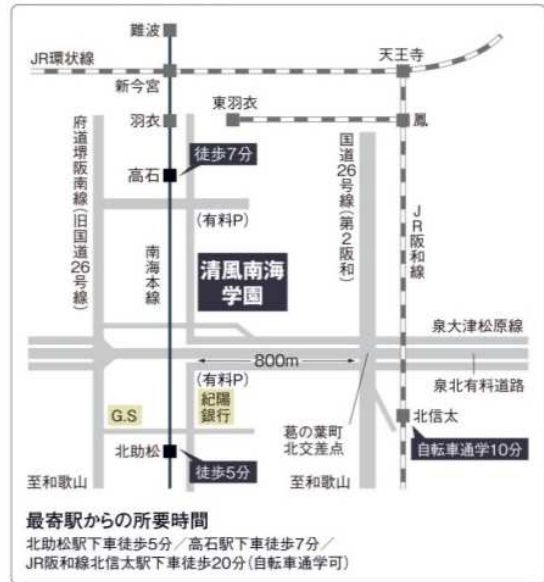 難波
JR環状線
天王寺
新今宮
東羽衣
羽衣
鳳
府道堺阪南線(旧国道26号線)
国道26号線(第2阪和)
徒歩7分
高石
(有料P)
JR阪和線
南海本線
清風南海
学園
泉大津松原線
800m
(有料P)
泉北有料道路
紀陽
銀行
G.S
北信太
葛の葉町
北交差点
自転車通学10分
北助松
徒歩5分
至和歌山
至和歌山
最寄駅からの所要時間
北助松駅下車徒歩5分/高石駅下車徒歩7分/
JR阪和線北信太駅下車徒歩20分(自転車通学可)